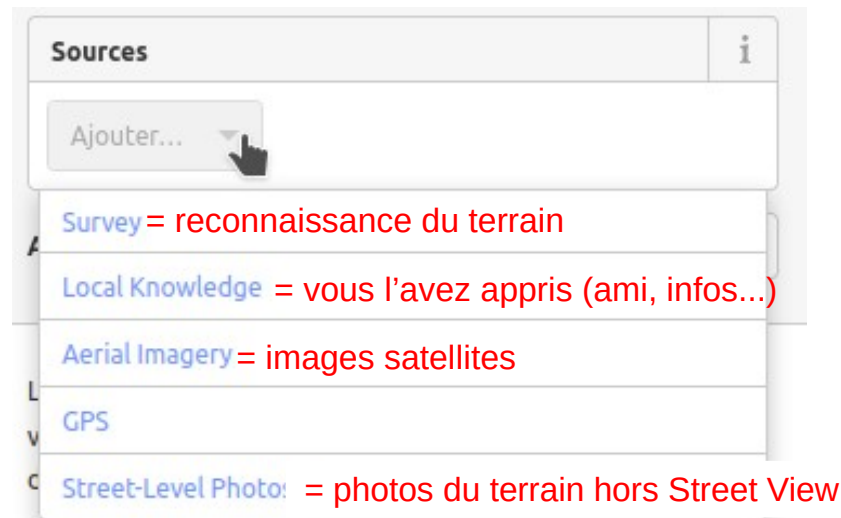 Sources i
Ajouter...
Survey = reconnaissance du terrain
A
Local Knowledge = vous l’avez appris (ami, infos...)
Aerial Imagery = images satellites
L
GPS
v
c
Street-Level Photo = photos du terrain hors Street View